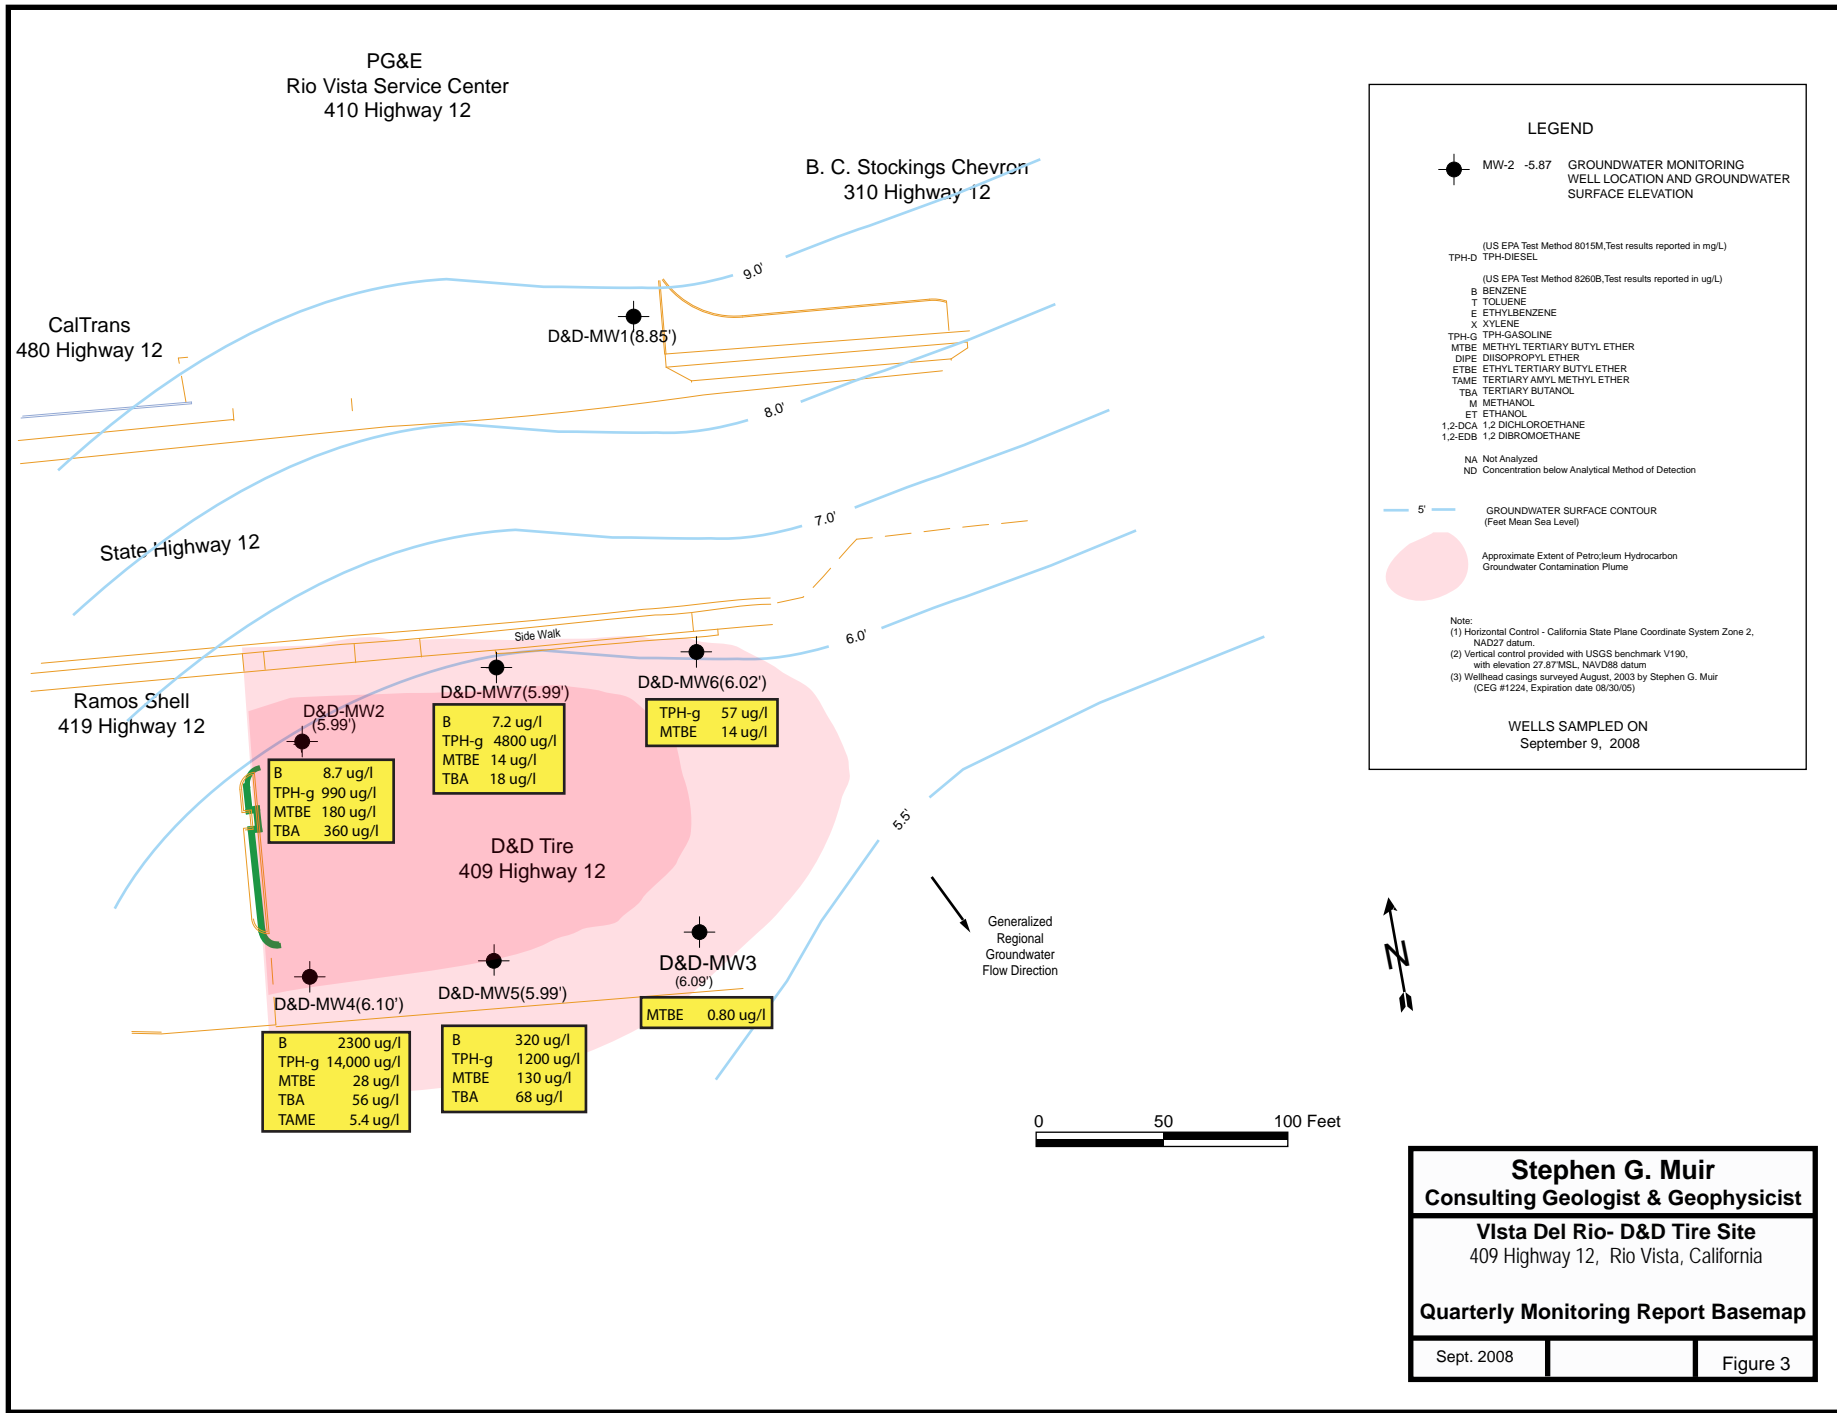 PG&E
Rio Vista Service Center
410 Highway 12
B. C. Stockings Chevron
310 Highway 12
9.0'
D&D-MW1(8.85')
CalTrans
480 Highway 12
8.0'
7.0'
State Highway 12
Side Walk
6.0'
Ramos Shell
419 Highway 12
D&D-MW2
(5.99')
B 8.7 ug/l
TPH-g 990 ug/l
MTBE 180 ug/l
TBA 360 ug/l
D&D-MW7(5.99')
B 7.2 ug/l
TPH-g 4800 ug/l
MTBE 14 ug/l
TBA 18 ug/l
D&D-MW6(6.02')
TPH-g 57 ug/l
MTBE 14 ug/l
D&D Tire
409 Highway 12
5.5'
Generalized
Regional
Groundwater
Flow Direction
D&D-MW3
(6.09')
MTBE 0.80 ug/l
D&D-MW4(6.10')
B 2300 ug/l
TPH-g 14,000 ug/l
MTBE 28 ug/l
TBA 56 ug/l
TAME 5.4 ug/l
D&D-MW5(5.99')
B 320 ug/l
TPH-g 1200 ug/l
MTBE 130 ug/l
TBA 68 ug/l
0 50 100 Feet
LEGEND
MW-2 -5.87 GROUNDWATER MONITORING
WELL LOCATION AND GROUNDWATER
SURFACE ELEVATION
(US EPA Test Method 8015M,Test results reported in mg/L)
TPH-D TPH-DIESEL
(US EPA Test Method 8260B,Test results reported in ug/L)
B BENZENE
T TOLUENE
E ETHYLBENZENE
X XYLENE
TPH-G TPH-GASOLINE
MTBE METHYL TERTIARY BUTYL ETHER
DIPE DIISOPROPYL ETHER
ETBE ETHYL TERTIARY BUTYL ETHER
TAME TERTIARY AMYL METHYL ETHER
TBA TERTIARY BUTANOL
M METHANOL
ET ETHANOL
1,2-DCA 1,2 DICHLOROETHANE
1,2-EDB 1,2 DIBROMOETHANE
NA Not Analyzed
ND Concentration below Analytical Method of Detection
5' GROUNDWATER SURFACE CONTOUR
(Feet Mean Sea Level)
Approximate Extent of Petro;leum Hydrocarbon
Groundwater Contamination Plume
Note:
(1) Horizontal Control - California State Plane Coordinate System Zone 2,
NAD27 datum.
(2) Vertical control provided with USGS benchmark V190,
with elevation 27.87'MSL, NAVD88 datum
(3) Wellhead casings surveyed August, 2003 by Stephen G. Muir
(CEG #1224, Expiration date 08/30/05)
WELLS SAMPLED ON
September 9, 2008
N
Stephen G. Muir
Consulting Geologist & Geophysicist
VIsta Del Rio- D&D Tire Site
409 Highway 12, Rio Vista, California
Quarterly Monitoring Report Basemap
Sept. 2008
Figure 3